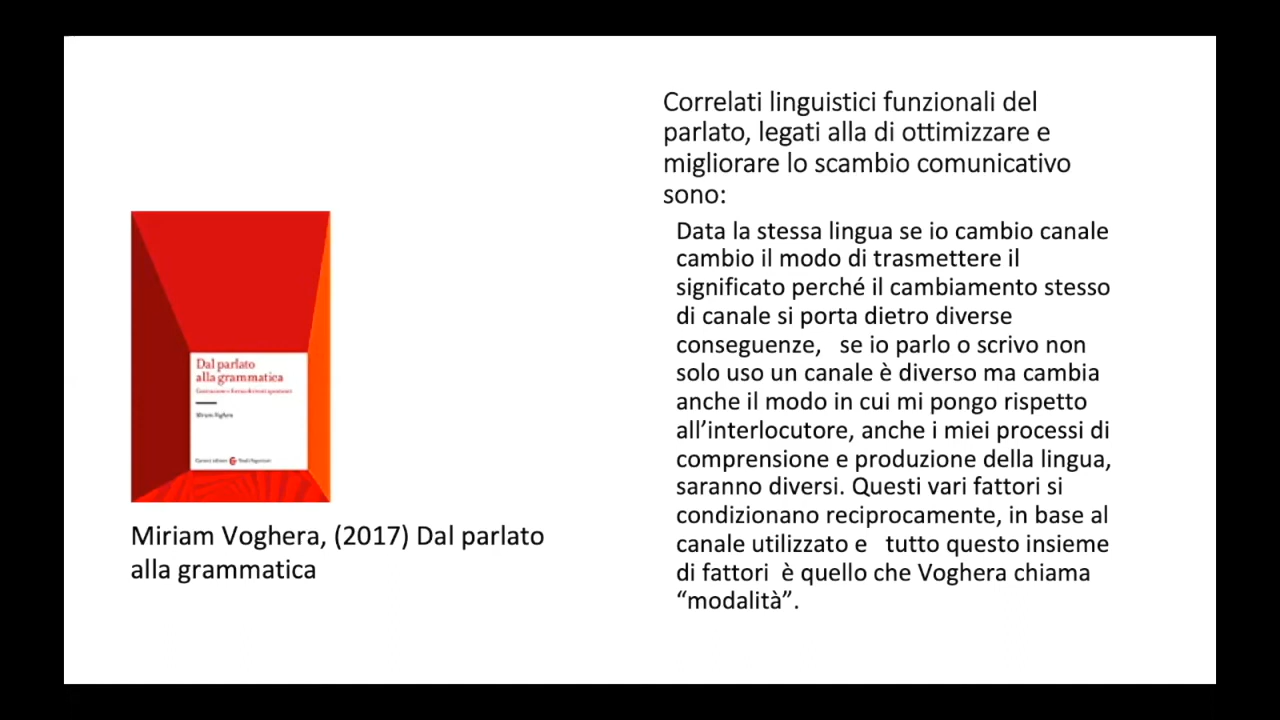 Dal parlato
alla grammatica
Miriam Voghera
Carocci editore
Studi Superiori
Miriam Voghera, (2017) Dal parlato
alla grammatica
Correlati linguistici funzionali del
parlato, legati alla di ottimizzare e
migliorare lo scambio comunicativo
sono:
Data la stessa lingua se io cambio canale
cambio il modo di trasmettere il
significato perché il cambiamento stesso
di canale si porta dietro diverse
conseguenze,   se io parlo o scrivo non
solo uso un canale è diverso ma cambia
anche il modo in cui mi pongo rispetto
all’interlocutore, anche i miei processi di
comprensione e produzione della lingua,
saranno diversi. Questi vari fattori si
condizionano reciprocamente, in base al
canale utilizzato e   tutto questo insieme
di fattori  è quello che Voghera chiama
“modalità”.